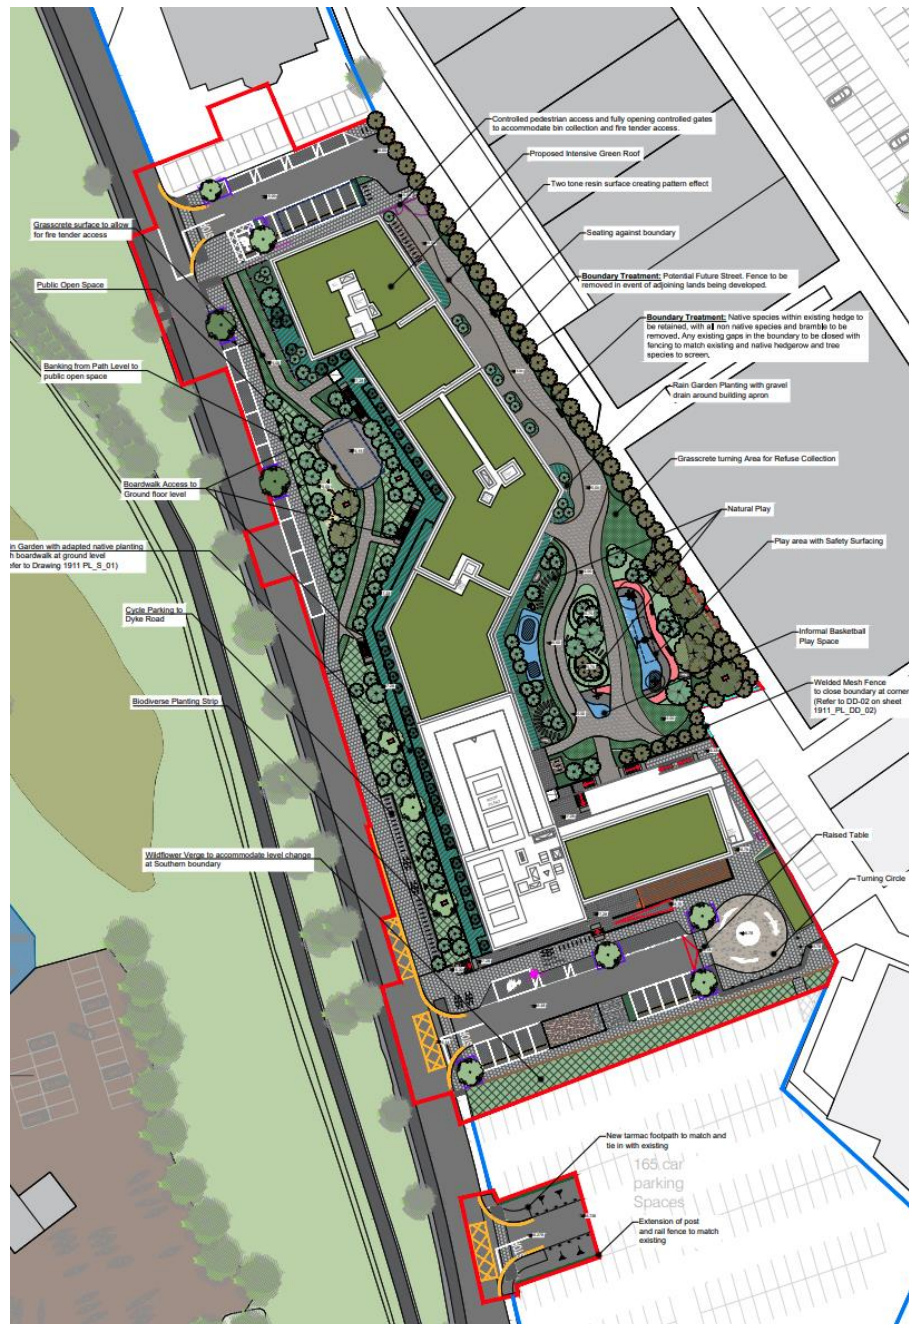 Controlled pedestrian access and fully opening controlled gates
to accommodate bin collection and fire tender access.
Proposed Intensive Green Roof
Two tone resin surface creating pattern effect
Grasscrete surface to allow
for fire tender access
Seating against boundary
Public Open Space
Boundary Treatment: Potential Future Street. Fence to be
removed in event of adjoining lands being developed.
Boundary Treatment: Native species within existing hedge to
be retained, with all non native species and bramble to be
removed. Any existing gaps in the boundary to be closed with
fencing to match existing and native hedgerow and tree
species to screen.
Banking from Path Level to
public open space
Rain Garden Planting with gravel
drain around building apron
Grasscrete turning Area for Refuse Collection
Boardwalk Access to
Ground floor level
Natural Play
in Garden with adapted native planting
h boardwalk at ground level
efer to Drawing 1911 PL_S_01)
Play area with Safety Surfacing
Cycle Parking to
Dyke Road
Informal Basketball
Play Space
Welded Mesh Fence
to close boundary at corner
(Refer to DD-02 on sheet
1911_PL_DD_02)
Biodiverse Planting Strip
Raised Table
Wildflower Verge to accommodate level change
at Southern boundary
Turning Circle
New tarmac footpath to match and
tie in with existing
165 car
parking
Spaces
Extension of post
and rail fence to match
existing